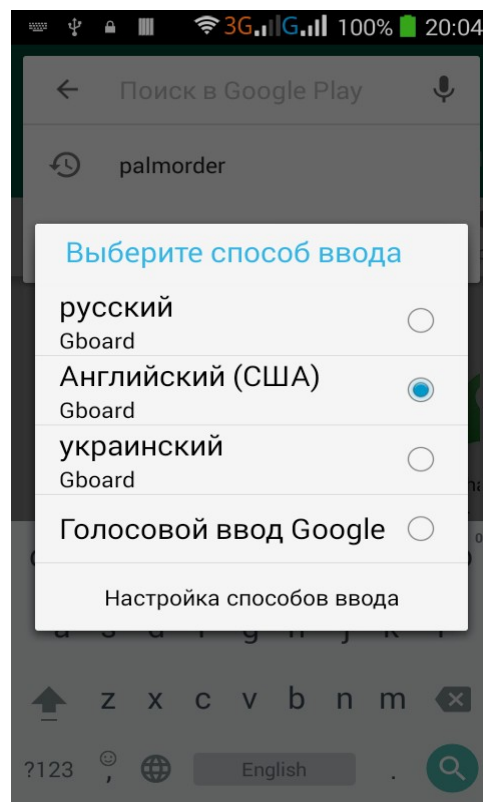 3G G 100% 20:04
Поиск в Google Play
palmorder
Выберите способ ввода
русский
Gboard
Английский (США)
Gboard
украинский
Gboard
Голосовой ввод Google
0
Настройка способов ввода
z x c v b n m
?123 , English .